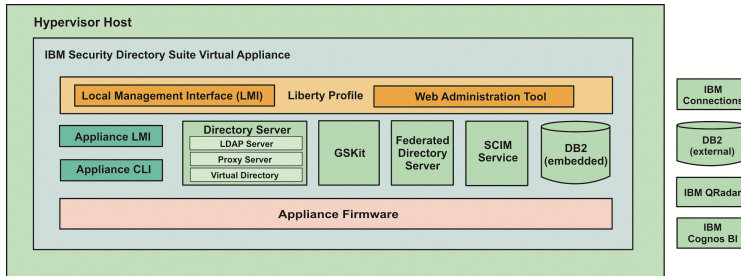 Hypervisor Host
IBM Security Directory Suite Virtual Appliance
Local Management Interface (LMI)
Liberty Profile
Web Administration Tool
Appliance LMI
Appliance CLI
Directory Server
LDAP Server
Proxy Server
Virtual Directory
GSKit
Federated
Directory
Server
SCIM
Service
DB2
(embedded)
Appliance Firmware
IBM
Connections
DB2
(external)
IBM QRadar
IBM
Cognos BI